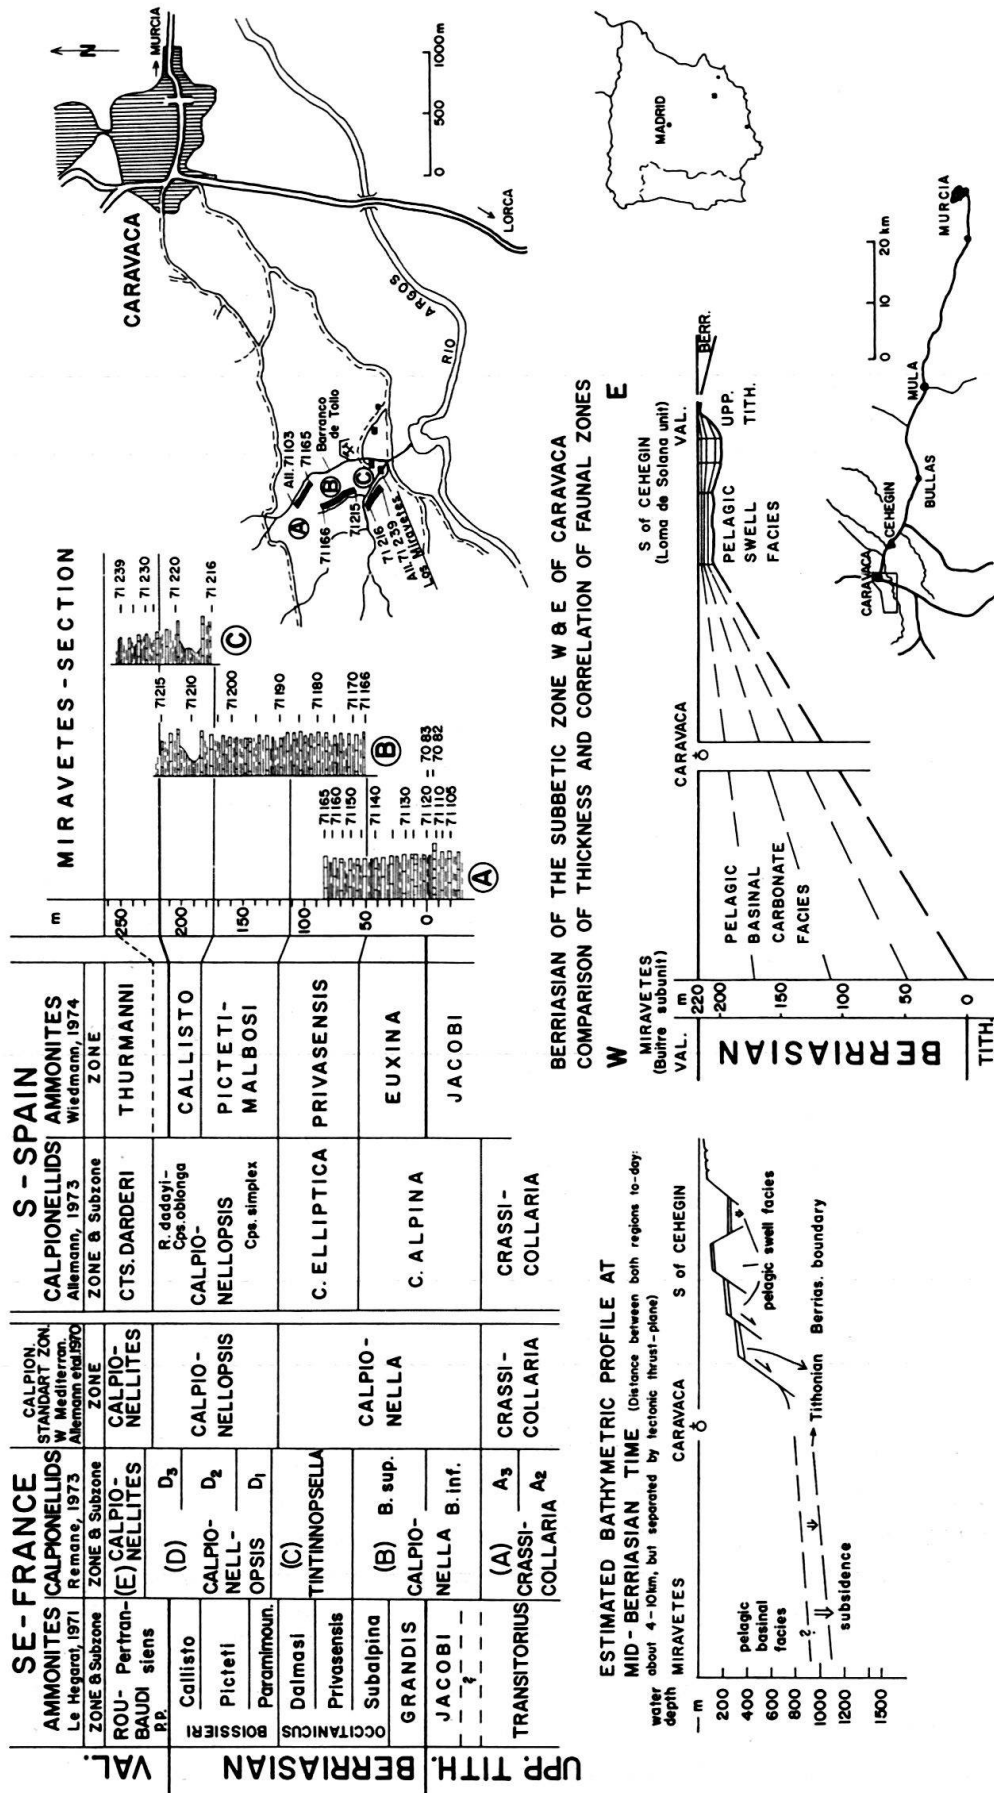 SE-FRANCE
AMMONITES
Le Hegarat, 1971
ZONE & Subzone
ROU-
BAUDI
P.P.
Pertran-
siens
BOISSIERI
Callisto
Picteti
Paramimoun.
OCCITANICUS
Dalmasi
Privasensis
Subalpina
GRANDIS
JACOBI
?
TRANSITORIUS
VAL.
BERRIASIAN
UPP. TITH.
CALPIONELLIDS
Remane, 1973
ZONE & Subzone
(E) CALPIO-
NELLITES
(D)
CALPIO-
NELL-
OPSIS
D3
D2
D1
(C)
TINTINNOPSELLA
(B)
CALPIO-
NELLA
B. sup.
B. inf.
(A)
CRASSI-
COLLARIA
A3
A2
CALPION.
STANDART ZON.
W Mediterran.
Allemann et al. 1970
ZONE
CALPIO-
NELLITES
CALPIO-
NELLOPSIS
CALPIO-
NELLA
CRASSI-
COLLARIA
S-SPAIN
CALPIONELLIDS
Allemann, 1973
ZONE & Subzone
CTS. DARDERI
R. dadayi-
Cps. oblonga
CALPIO-
NELLOPSIS
Cps. simplex
C. ELLIPTICA
C. ALPINA
CRASSI-
COLLARIA
AMMONITES
Wiedmann, 1974
ZONE
THURMANNI
CALLISTO
PICTETI-
MALBOSI
PRIVASENSIS
EUXINA
JACOBI
MIRAVETES-SECTION
m
250
200
150
100
50
0
71165
71160
71150
71140
71130
71120 = 7083
71110 = 7082
71105
A
71215
71210
71200
71190
71180
71170
71166
B
71239
71230
71220
71216
C
N
MURCIA
CARAVACA
LORCA
0 500 1000 m
RIO
ARGOS
All. 71103
71165
A
Barranco
de Tollo
B
71166
71215
C
71216
All. 71239
Los Miravetes
MADRID
ESTIMATED BATHYMETRIC PROFILE AT
MID-BERRIASIAN TIME (Distance between both regions to-day:
about 4-10km, but separated by tectonic thrust-plane)
water
depth
MIRAVETES
CARAVACA
S of CEHEGIN
m
200
400
600
800
1000
1200
1500
pelagic
basinal
facies
?
subsidence
pelagic swell facies
Tithonian Berrias. boundary
BERRIASIAN OF THE SUBBETIC ZONE W & E OF CARAVACA
COMPARISON OF THICKNESS AND CORRELATION OF FAUNAL ZONES
W
E
MIRAVETES
(Buitre subunit)
CARAVACA
S of CEHEGIN
(Loma de Solana unit)
VAL.
m
220
200
150
100
50
0
BERRIASIAN
TITH.
PELAGIC
BASINAL
CARBONATE
FACIES
PELAGIC
SWELL
FACIES
VAL.
UPP.
TITH.
BERR.
CARAVACA
CEHEGIN
BULLAS
MULA
MURCIA
0 10 20 km